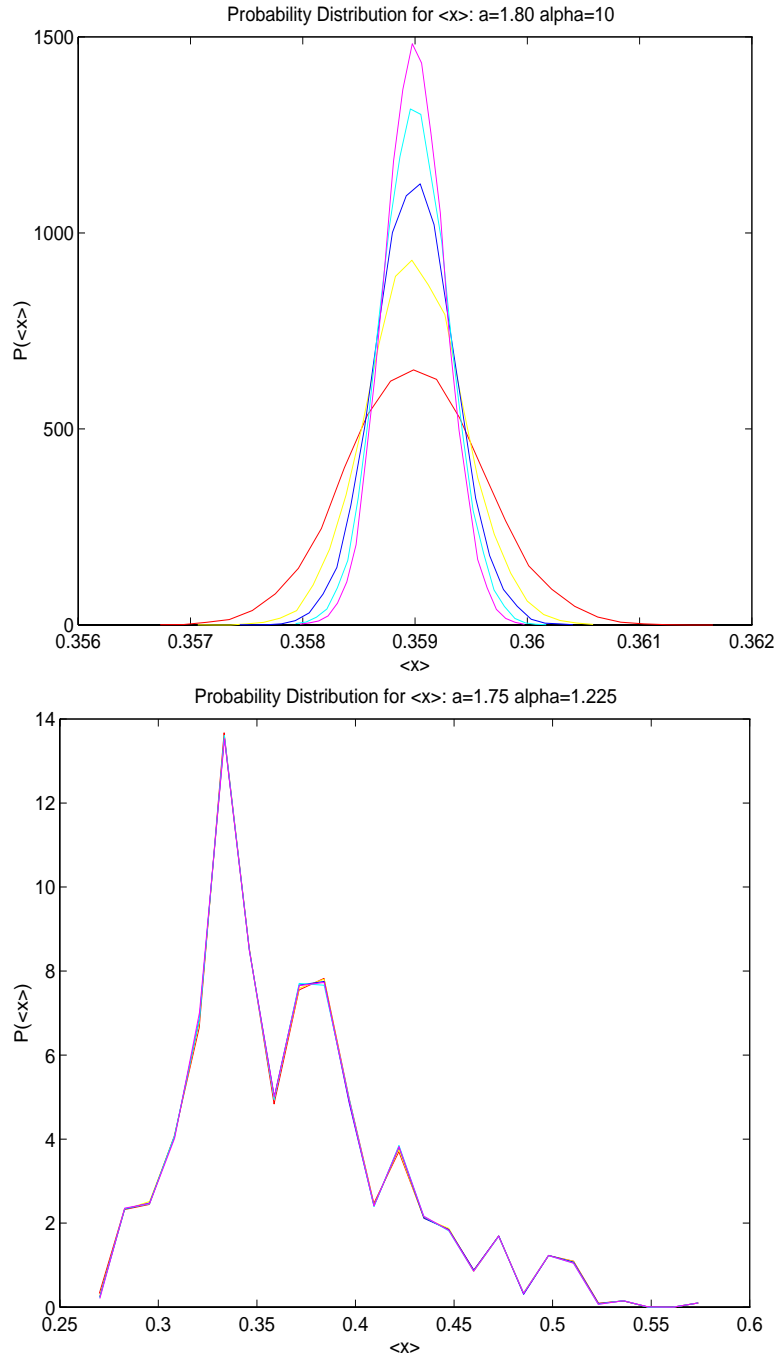 Probability Distribution for <x>: a=1.80 alpha=10
1500
1000
500
0
P(<x>)
0.356 0.357 0.358 0.359 0.36 0.361 0.362
<x>
Probability Distribution for <x>: a=1.75 alpha=1.225
14
12
10
8
6
4
2
0
P(<x>)
0.25 0.3 0.35 0.4 0.45 0.5 0.55 0.6
<x>